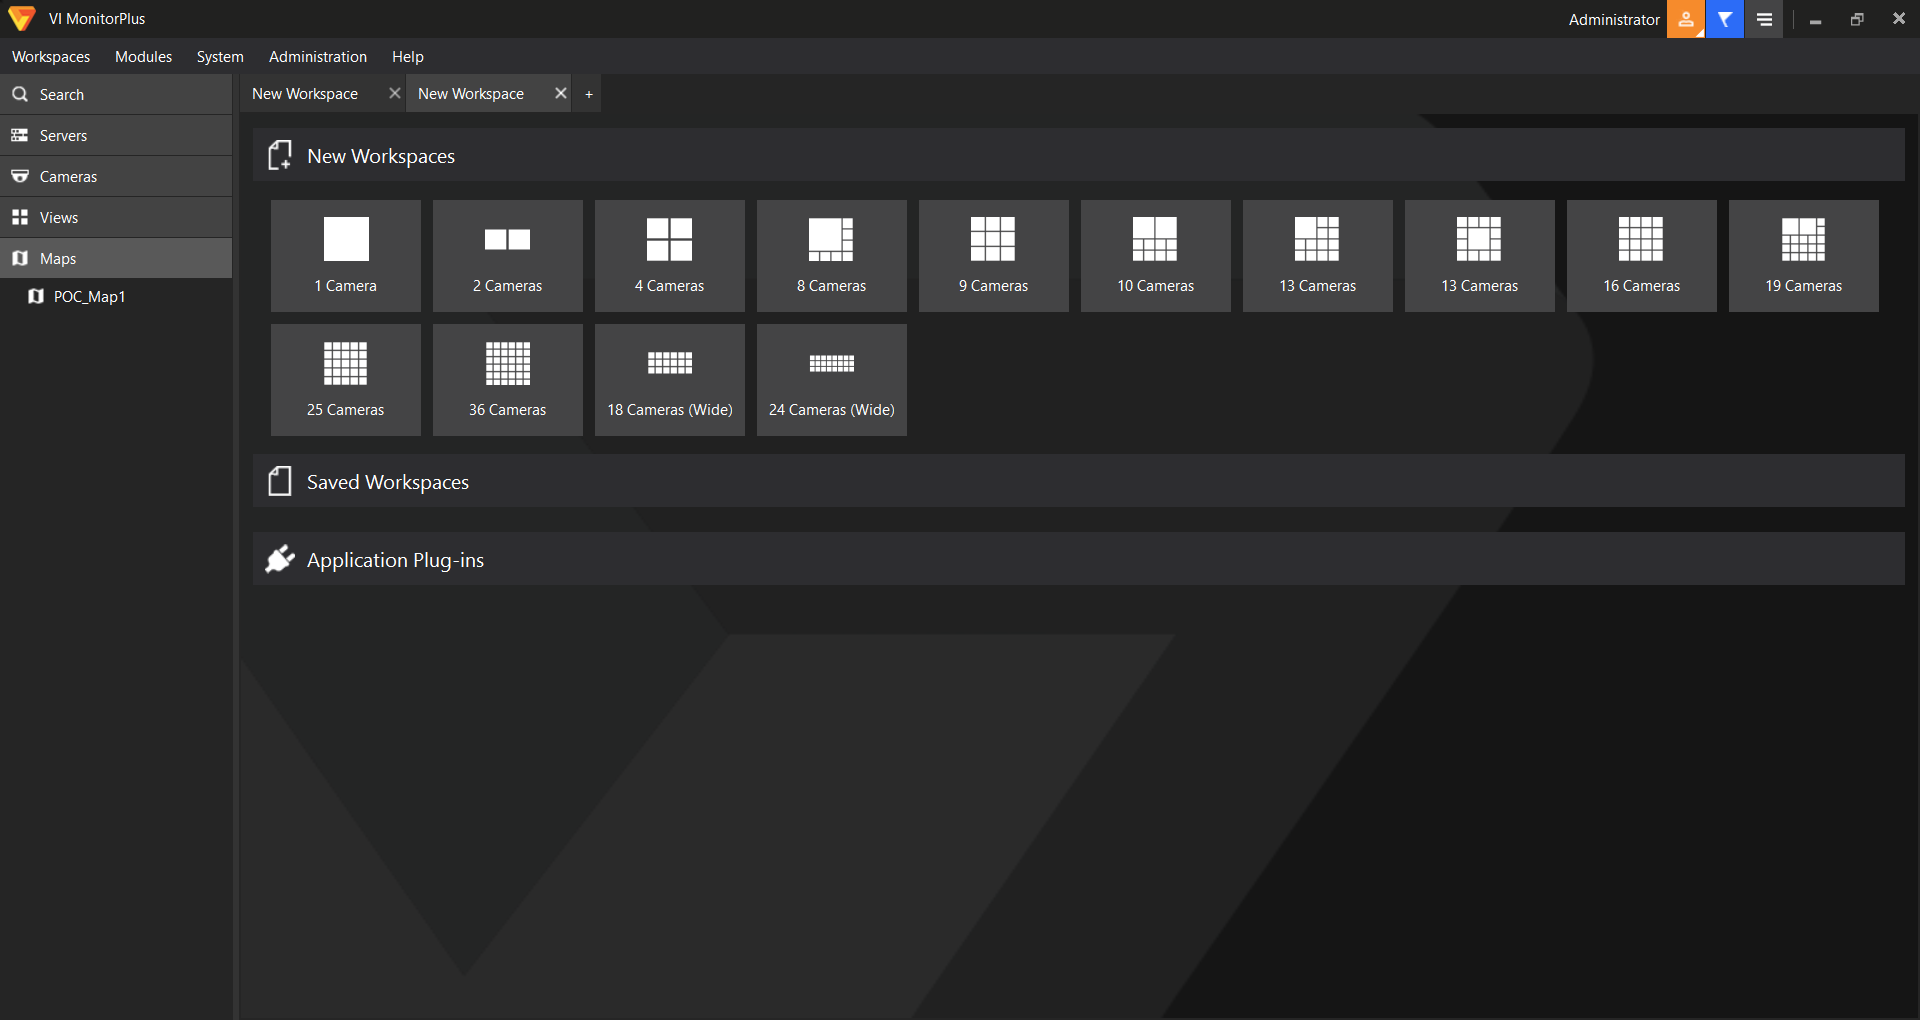 VI MonitorPlus
Administrator
Workspaces Modules System Administration Help
Search
Servers
Cameras
Views
Maps
POC_Map1
New Workspace New Workspace +
New Workspaces
1 Camera 2 Cameras 4 Cameras 8 Cameras 9 Cameras 10 Cameras 13 Cameras 13 Cameras 16 Cameras 19 Cameras
25 Cameras 36 Cameras 18 Cameras (Wide) 24 Cameras (Wide)
Saved Workspaces
Application Plug-ins